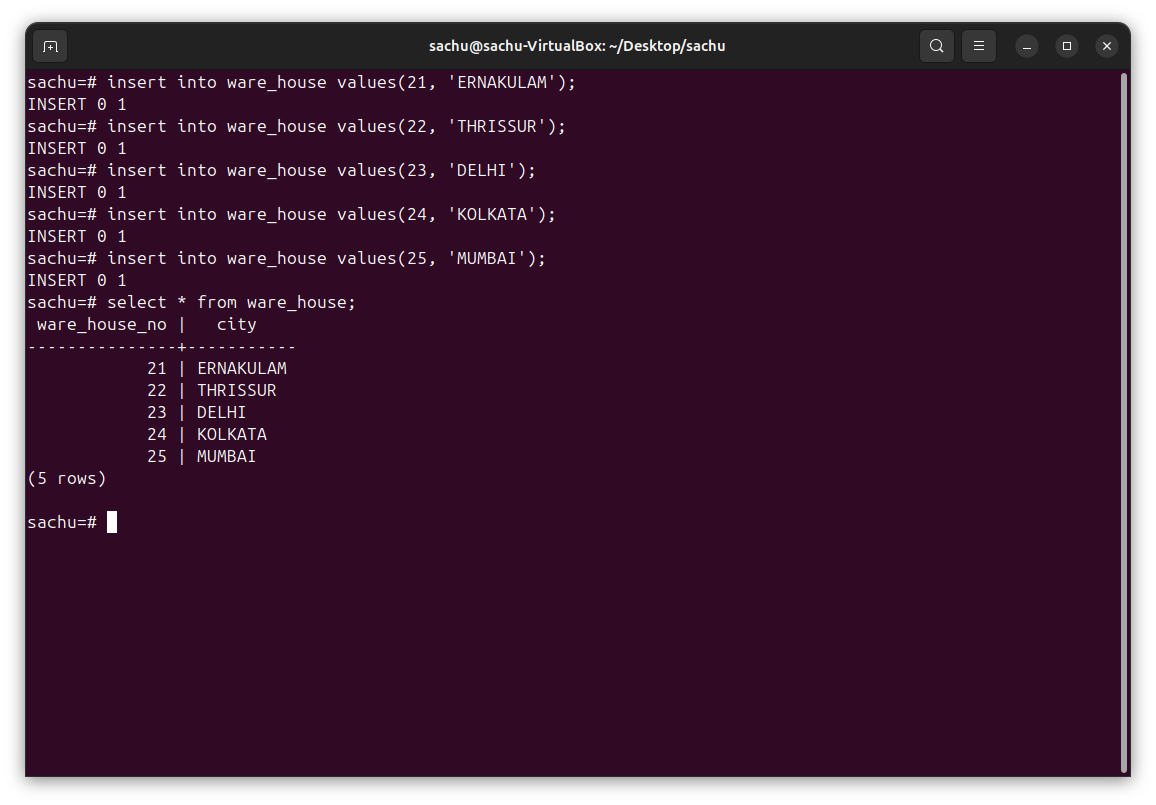 sachu@sachu-VirtualBox: ~/Desktop/sachu
sachu=# insert into ware_house values(21, 'ERNAKULAM');
INSERT 0 1
sachu=# insert into ware_house values(22, 'THRISSUR');
INSERT 0 1
sachu=# insert into ware_house values(23, 'DELHI');
INSERT 0 1
sachu=# insert into ware_house values(24, 'KOLKATA');
INSERT 0 1
sachu=# insert into ware_house values(25, 'MUMBAI');
INSERT 0 1
sachu=# select * from ware_house;
 ware_house_no |   city
---------------+-----------
            21 | ERNAKULAM
            22 | THRISSUR
            23 | DELHI
            24 | KOLKATA
            25 | MUMBAI
(5 rows)
sachu=#